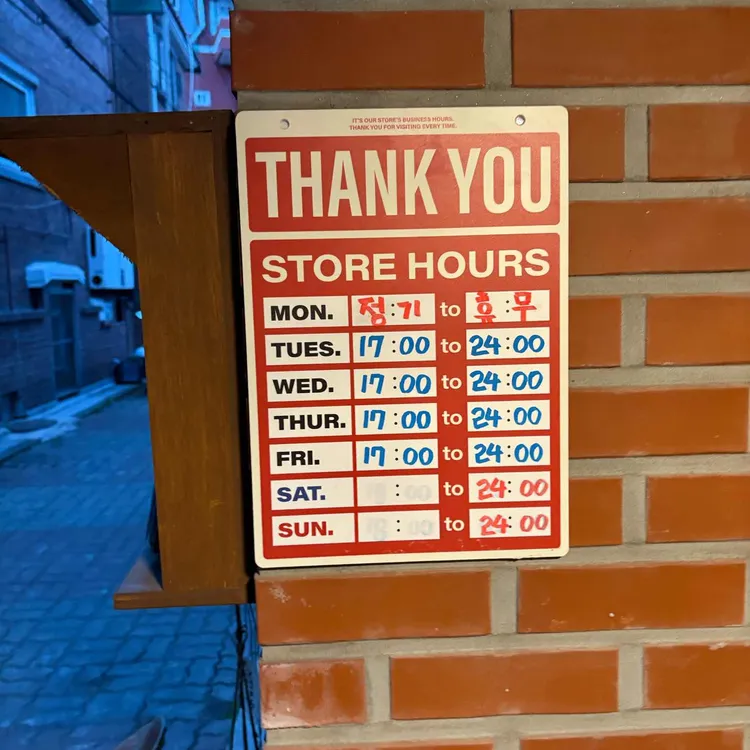 IT'S OUR STORE'S BUSINESS HOURS.
THANK YOU FOR VISITING EVERY TIME.
THANK YOU
STORE HOURS
MON. 정:기 to 휴:무
TUES. 17:00 to 24:00
WED. 17:00 to 24:00
THUR. 17:00 to 24:00
FRI. 17:00 to 24:00
SAT. : to 24:00
SUN. : to 24:00